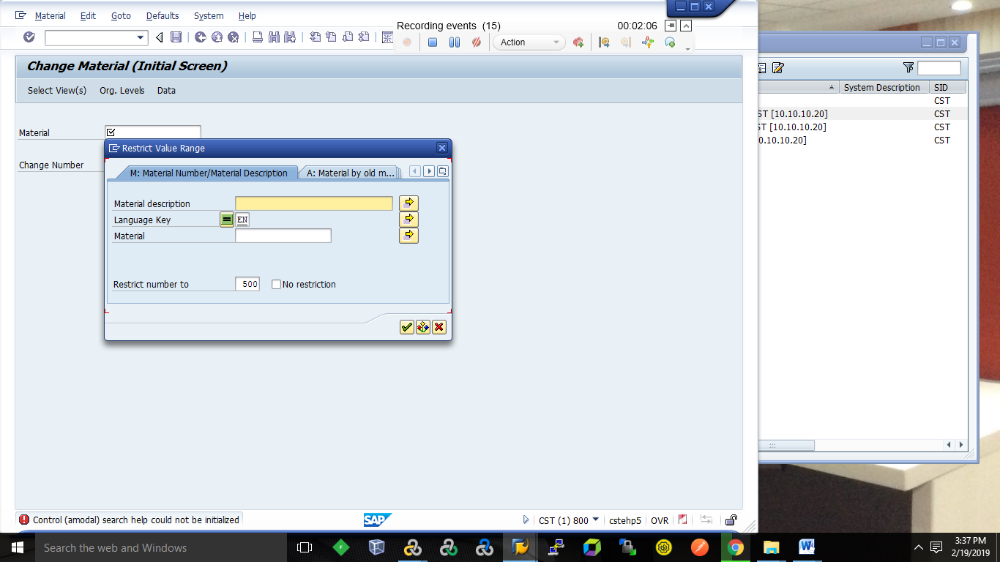 Material Edit Goto Defaults System Help
Recording events (15) 00:02:06
Action
Change Material (Initial Screen)
Select View(s) Org. Levels Data
Material
Change Number
Restrict Value Range
M: Material Number/Material Description A: Material by old m...
Material description
Language Key EN
Material
Restrict number to 500 No restriction
System Description SID
CST
ST [10.10.10.20] CST
ST [10.10.10.20] CST
0.10.10.20] CST
Control (amodal) search help could not be initialized
SAP
CST (1) 800 cstehp5 OVR
Search the web and Windows
3:37 PM
2/19/2019